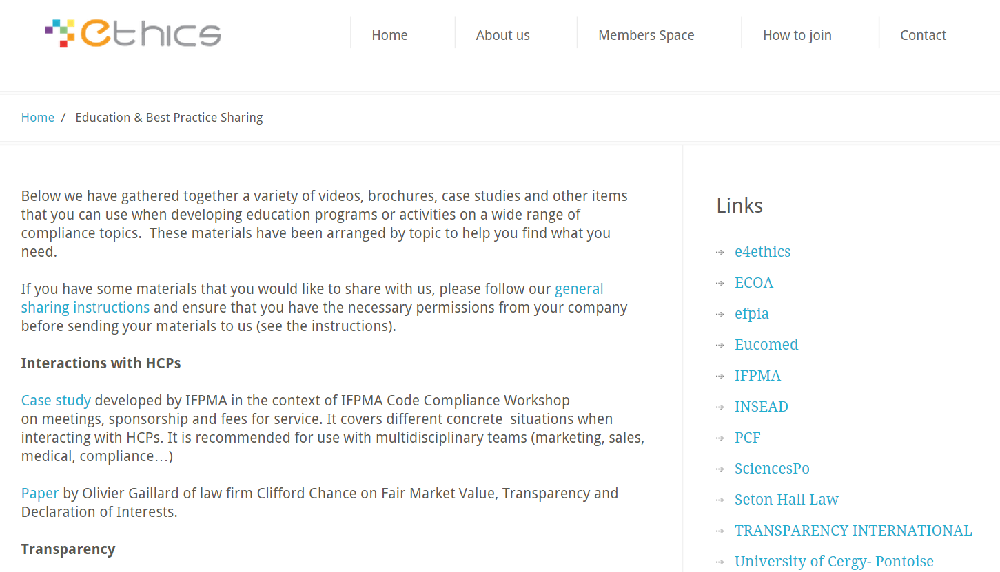 ethics
Home
About us
Members Space
How to join
Contact
Home / Education & Best Practice Sharing
Below we have gathered together a variety of videos, brochures, case studies and other items
that you can use when developing education programs or activities on a wide range of
compliance topics.  These materials have been arranged by topic to help you find what you
need.
If you have some materials that you would like to share with us, please follow our general
sharing instructions and ensure that you have the necessary permissions from your company
before sending your materials to us (see the instructions).
Interactions with HCPs
Case study developed by IFPMA in the context of IFPMA Code Compliance Workshop
on meetings, sponsorship and fees for service. It covers different concrete  situations when
interacting with HCPs. It is recommended for use with multidisciplinary teams (marketing, sales,
medical, compliance…)
Paper by Olivier Gaillard of law firm Clifford Chance on Fair Market Value, Transparency and
Declaration of Interests.
Transparency
Links
e4ethics
ECOA
efpia
Eucomed
IFPMA
INSEAD
PCF
SciencesPo
Seton Hall Law
TRANSPARENCY INTERNATIONAL
University of Cergy- Pontoise